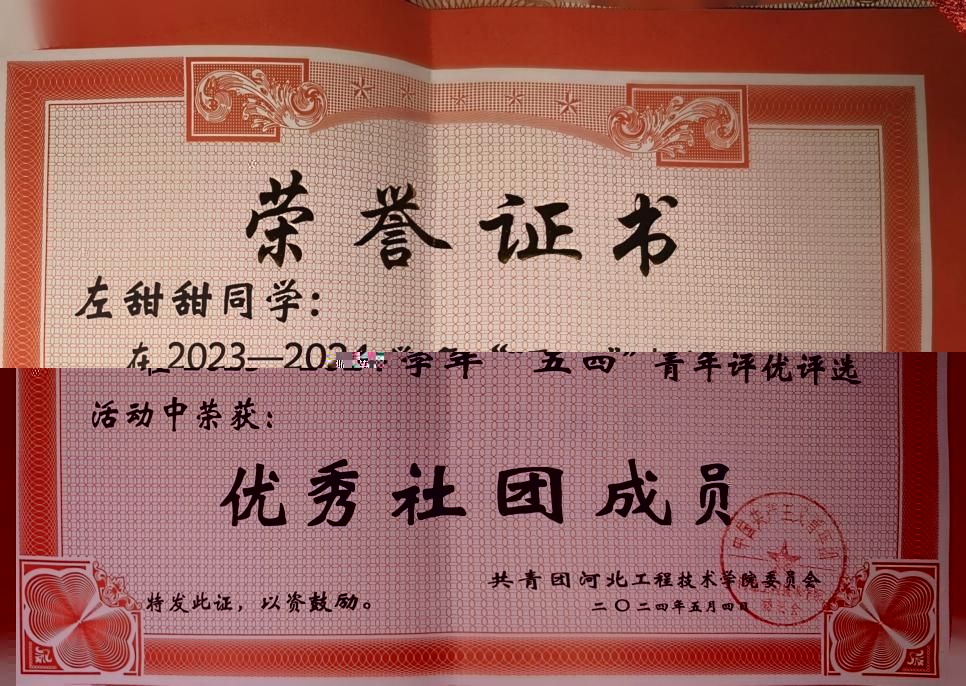 荣誉证书
左甜甜同学：
在2023—2024学年“五四”青年评优评选
活动中荣获：
优秀社团成员
共青团河北工程技术学院委员会
特发此证，以资鼓励。
二〇二四年五月四日